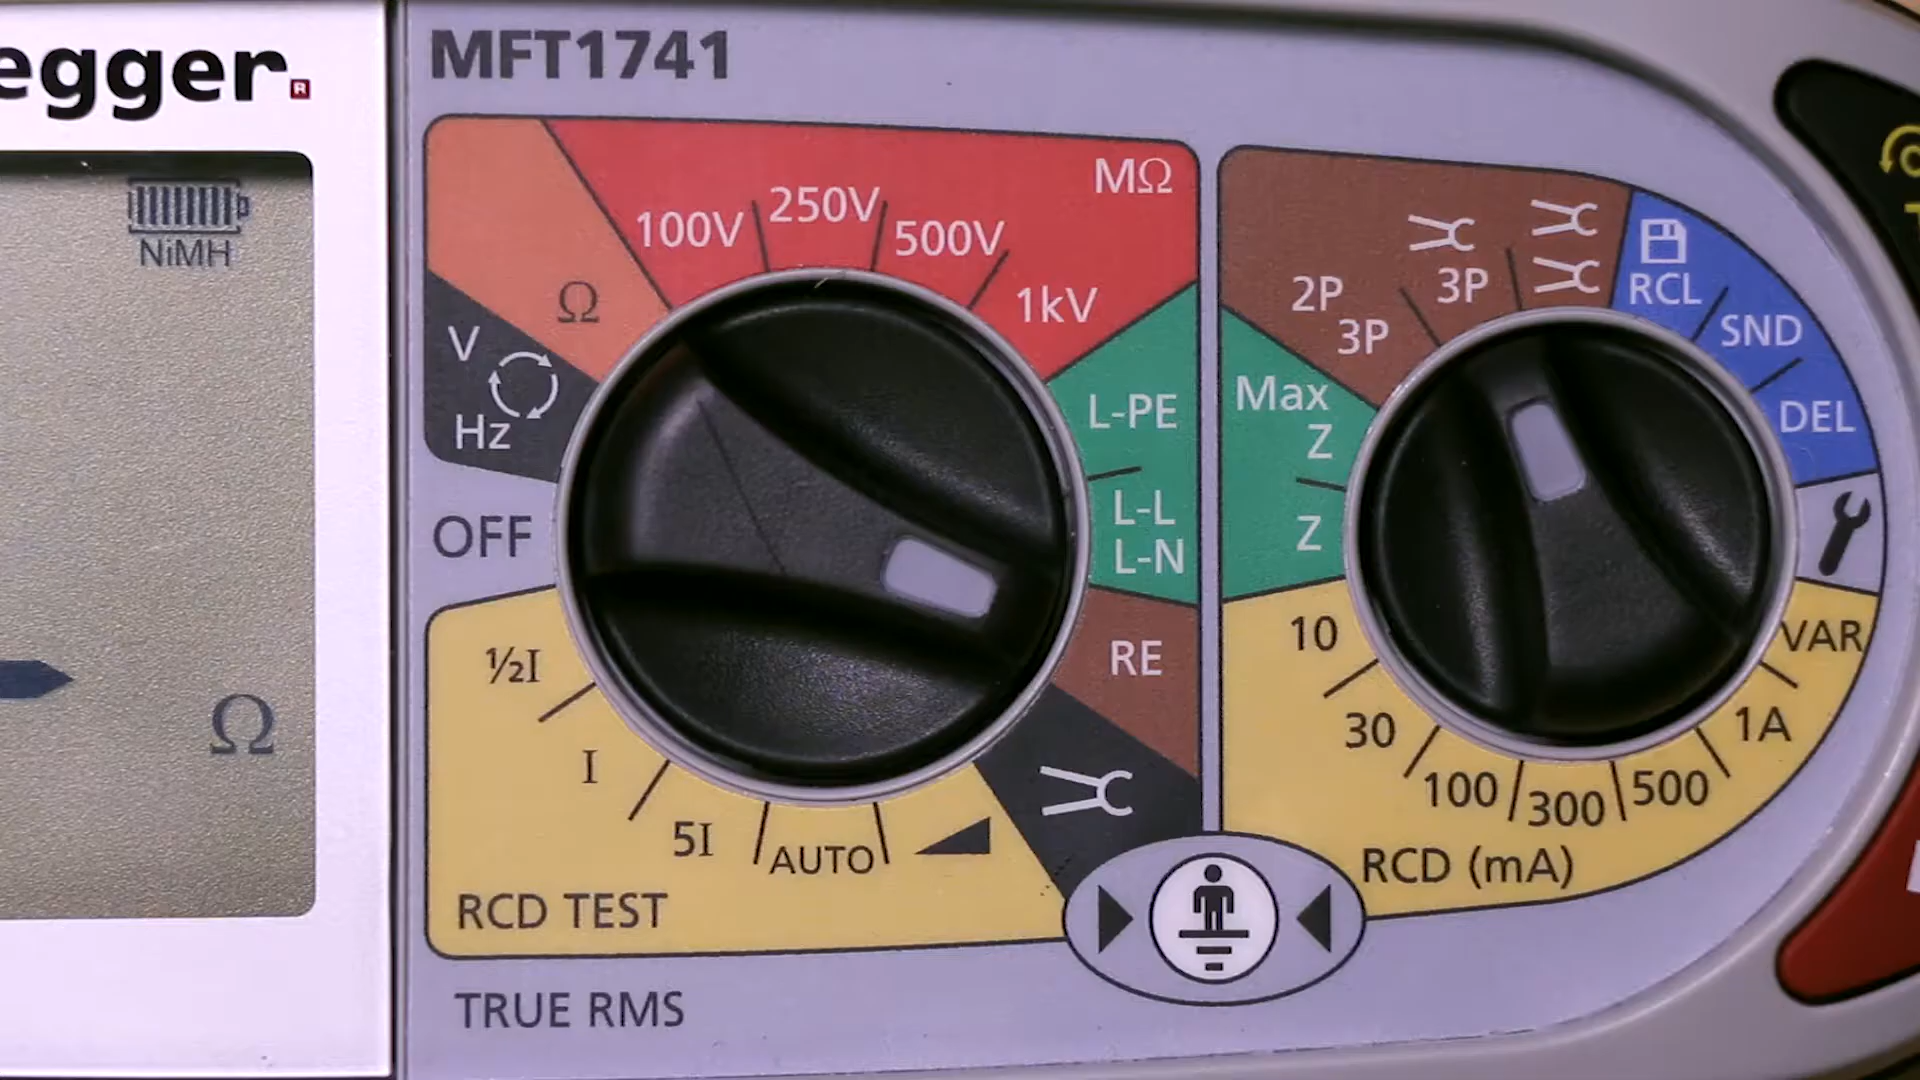 egger.
R
NiMH
Ω
MFT1741
MΩ
100V
250V
500V
1kV
Ω
V
Hz
OFF
L-PE
L-L
L-N
RE
½I
I
5I
AUTO
RCD TEST
TRUE RMS
2P
3P
3P
RCL
SND
DEL
Max
Z
Z
10
30
100
300
500
1A
VAR
RCD (mA)